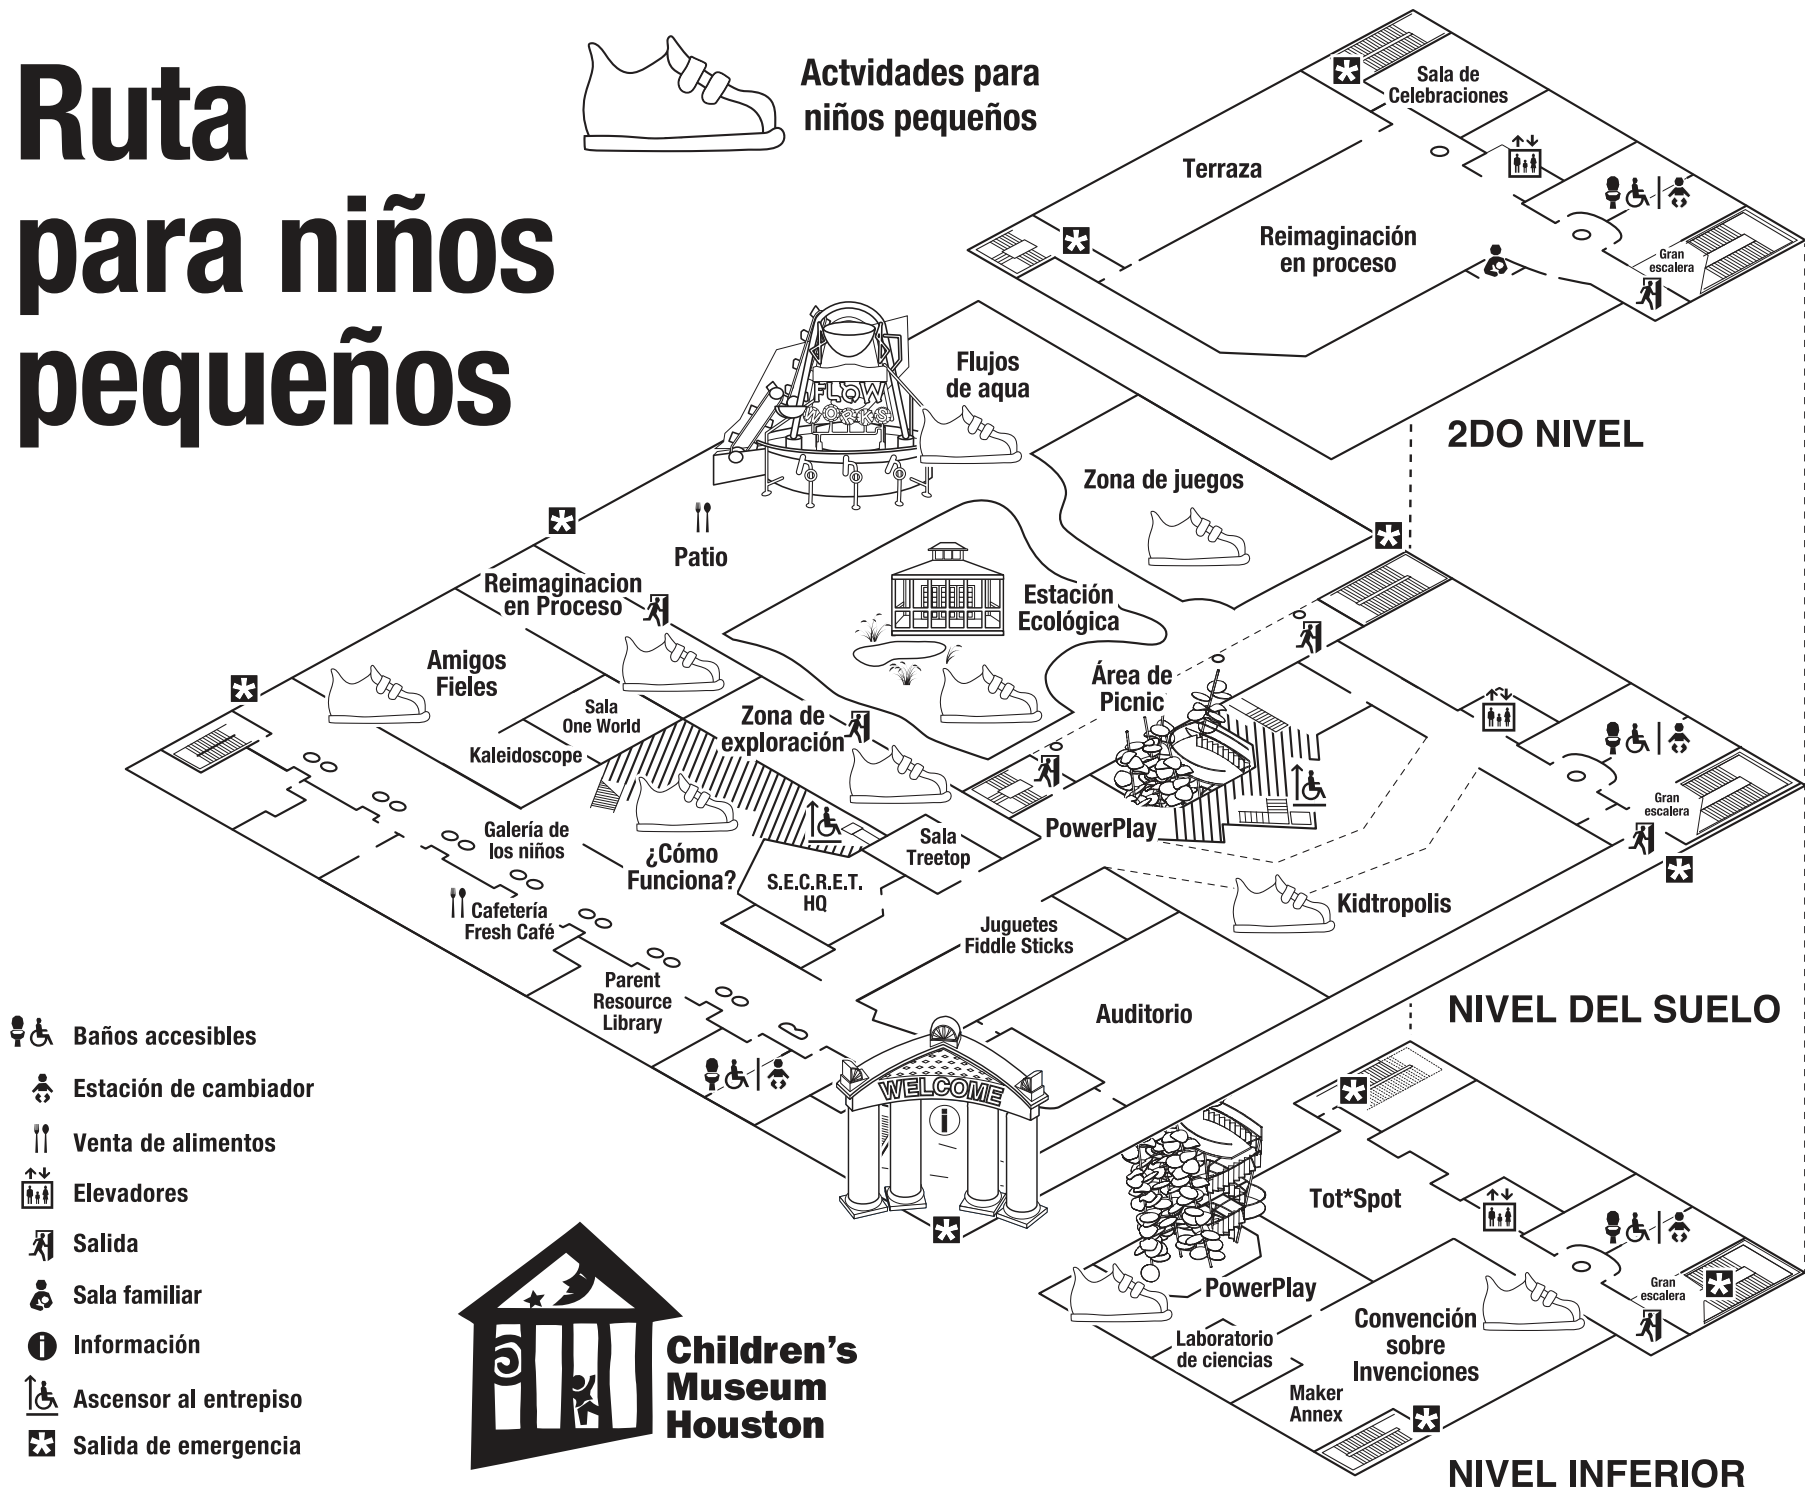 Ruta
para niños
pequeños
Actvidades para
niños pequeños
Sala de
Celebraciones
Terraza
Reimaginación
en proceso
Gran
escalera
2DO NIVEL
Flujos
de aqua
FLOW
WORKS
Zona de juegos
Patio
Reimaginacion
en Proceso
Estación
Ecológica
Amigos
Fieles
Área de
Picnic
Sala
One World
Zona de
exploración
Kaleidoscope
Gran
escalera
Galería de
los niños
¿Cómo
Funciona?
Sala
Treetop
PowerPlay
S.E.C.R.E.T.
HQ
Kidtropolis
Cafetería
Fresh Café
Juguetes
Fiddle Sticks
Parent
Resource
Library
Auditorio
NIVEL DEL SUELO
WELCOME
i
Tot*Spot
PowerPlay
Gran
escalera
Laboratorio
de ciencias
Convención
sobre
Invenciones
Maker
Annex
NIVEL INFERIOR
Baños accesibles
Estación de cambiador
Venta de alimentos
Elevadores
Salida
Sala familiar
i Información
Ascensor al entrepiso
Salida de emergencia
Children's
Museum
Houston